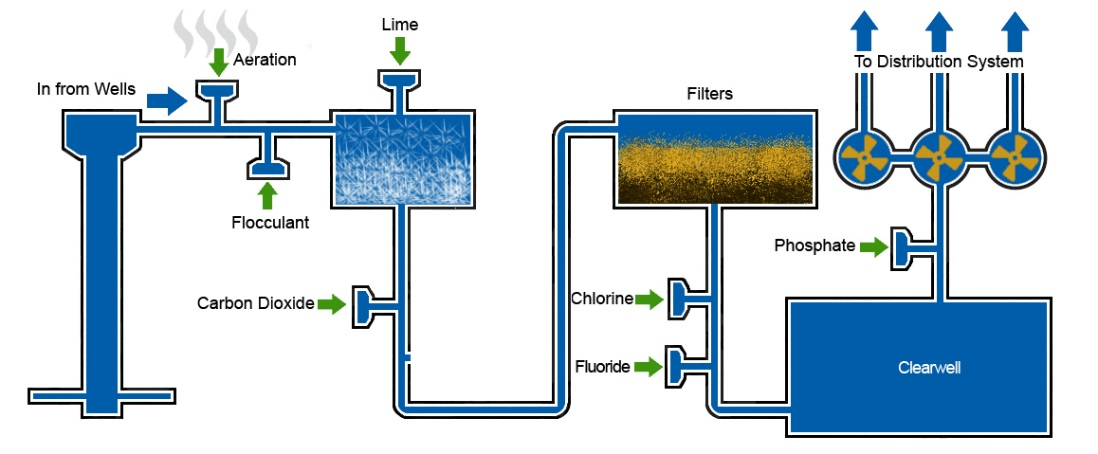 In from Wells
Aeration
Flocculant
Lime
Carbon Dioxide
Filters
Chlorine
Fluoride
To Distribution System
Phosphate
Clearwell